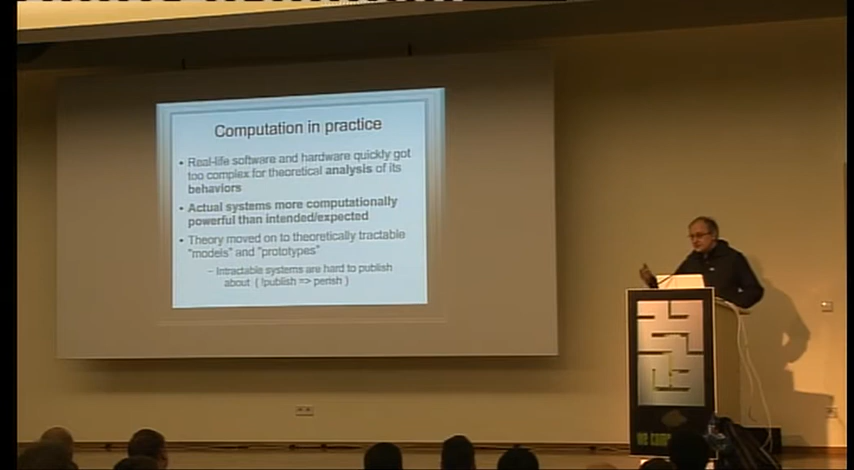 Computation in practice
• Real-life software and hardware quickly got
too complex for theoretical analysis of its
behaviors
• Actual systems more computationally
powerful than intended/expected
• Theory moved on to theoretically tractable
"models" and "prototypes"
– Intractable systems are hard to publish
about ( !publish => perish )
WE COME